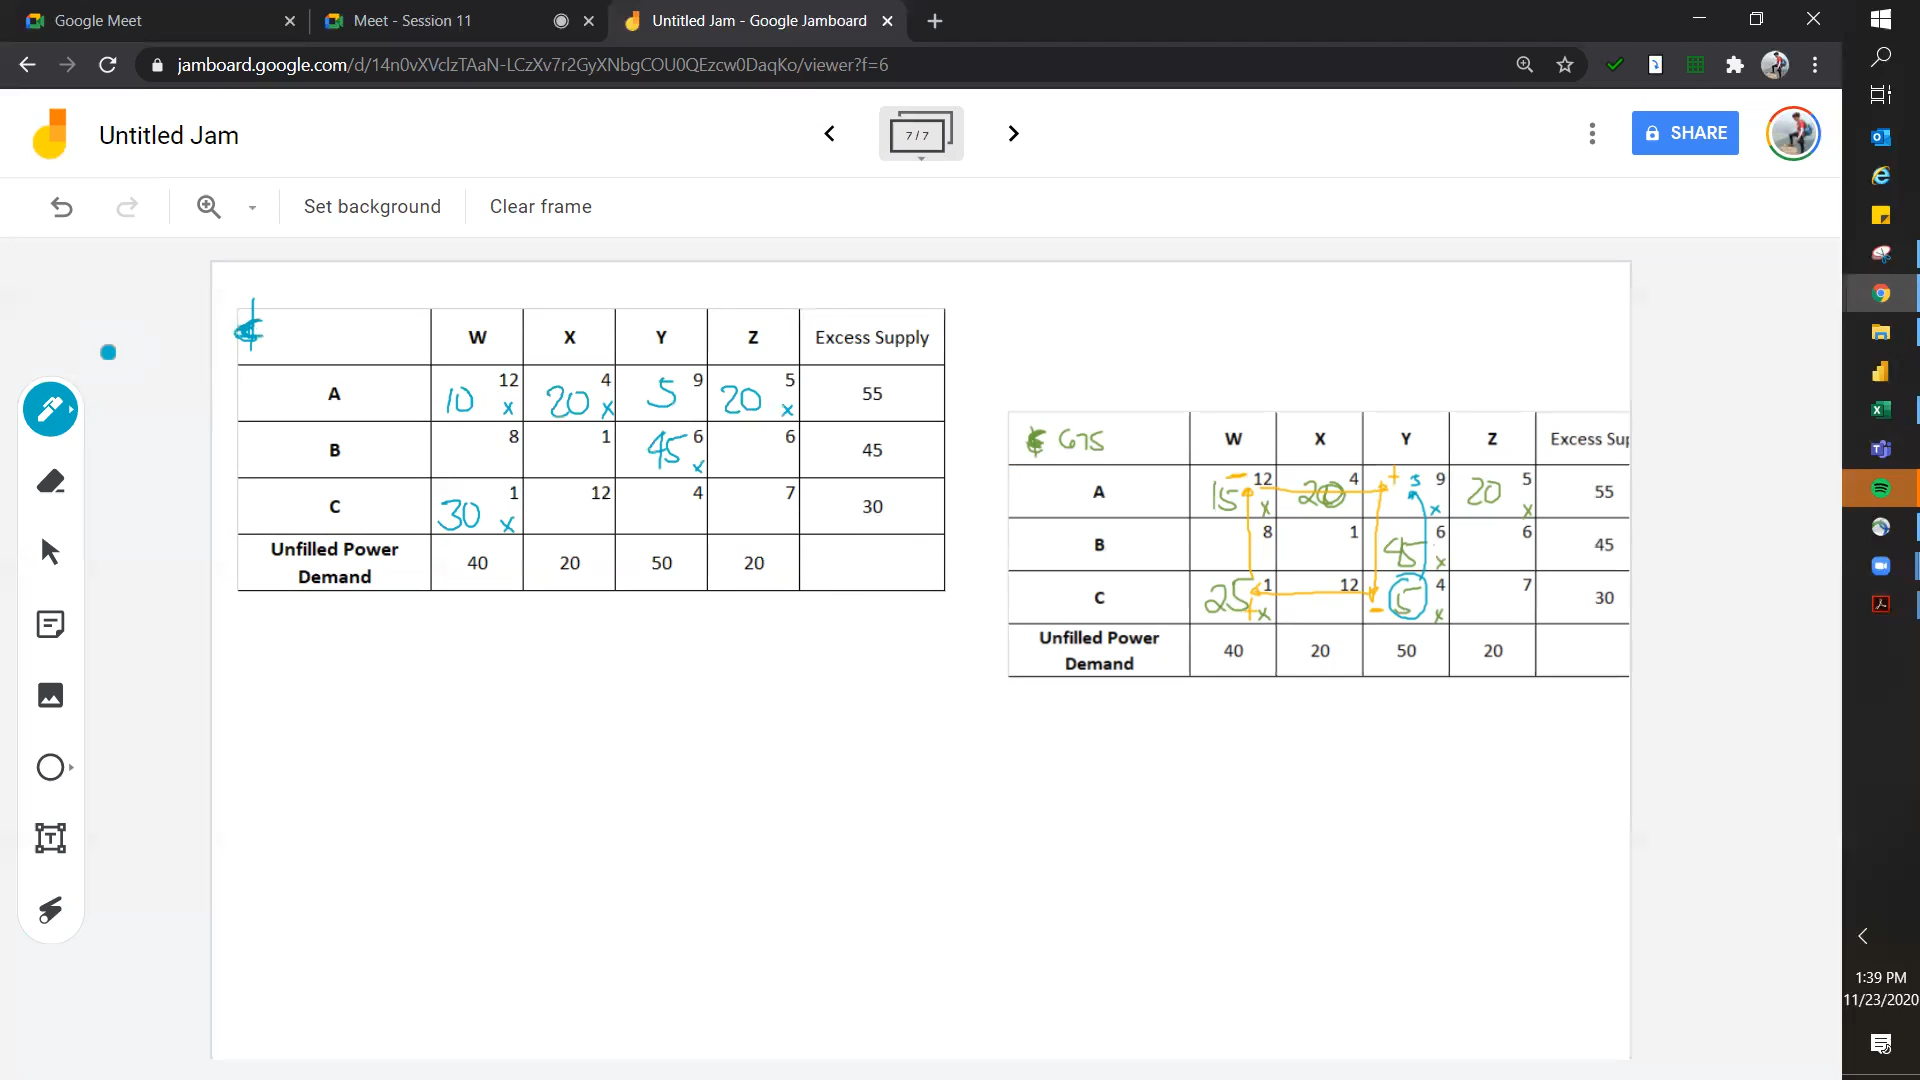 Google Meet
Meet - Session 11
Untitled Jam - Google Jamboard
jamboard.google.com/d/14n0vXVclzTAaN-LCzXv7r2GyXNbgCOU0QEzcw0DaqKo/viewer?f=6
Untitled Jam
7 / 7
SHARE
Set background
Clear frame
¢ W X Y Z Excess Supply
A 10 12 x 20 4 x 5 9 20 5 x 55
B 8 1 45 6 x 6 45
C 30 1 x 12 4 7 30
Unfilled Power
Demand 40 20 50 20
¢ 675 W X Y Z Excess Sup
A 15 - 12 x 20 4 + 5 9 x 20 5 x 55
B 8 1 45 6 x 6 45
C 25 1 + x 12 - 5 4 x 7 30
Unfilled Power
Demand 40 20 50 20
1:39 PM
11/23/2020